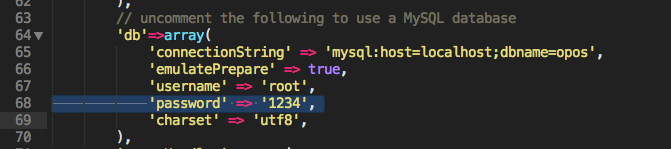 62 ),
63 // uncomment the following to use a MySQL database
64 'db'=>array(
65 'connectionString' => 'mysql:host=localhost;dbname=opos',
66 'emulatePrepare' => true,
67 'username' => 'root',
68 'password' => '1234',
69 'charset' => 'utf8',
70 ),